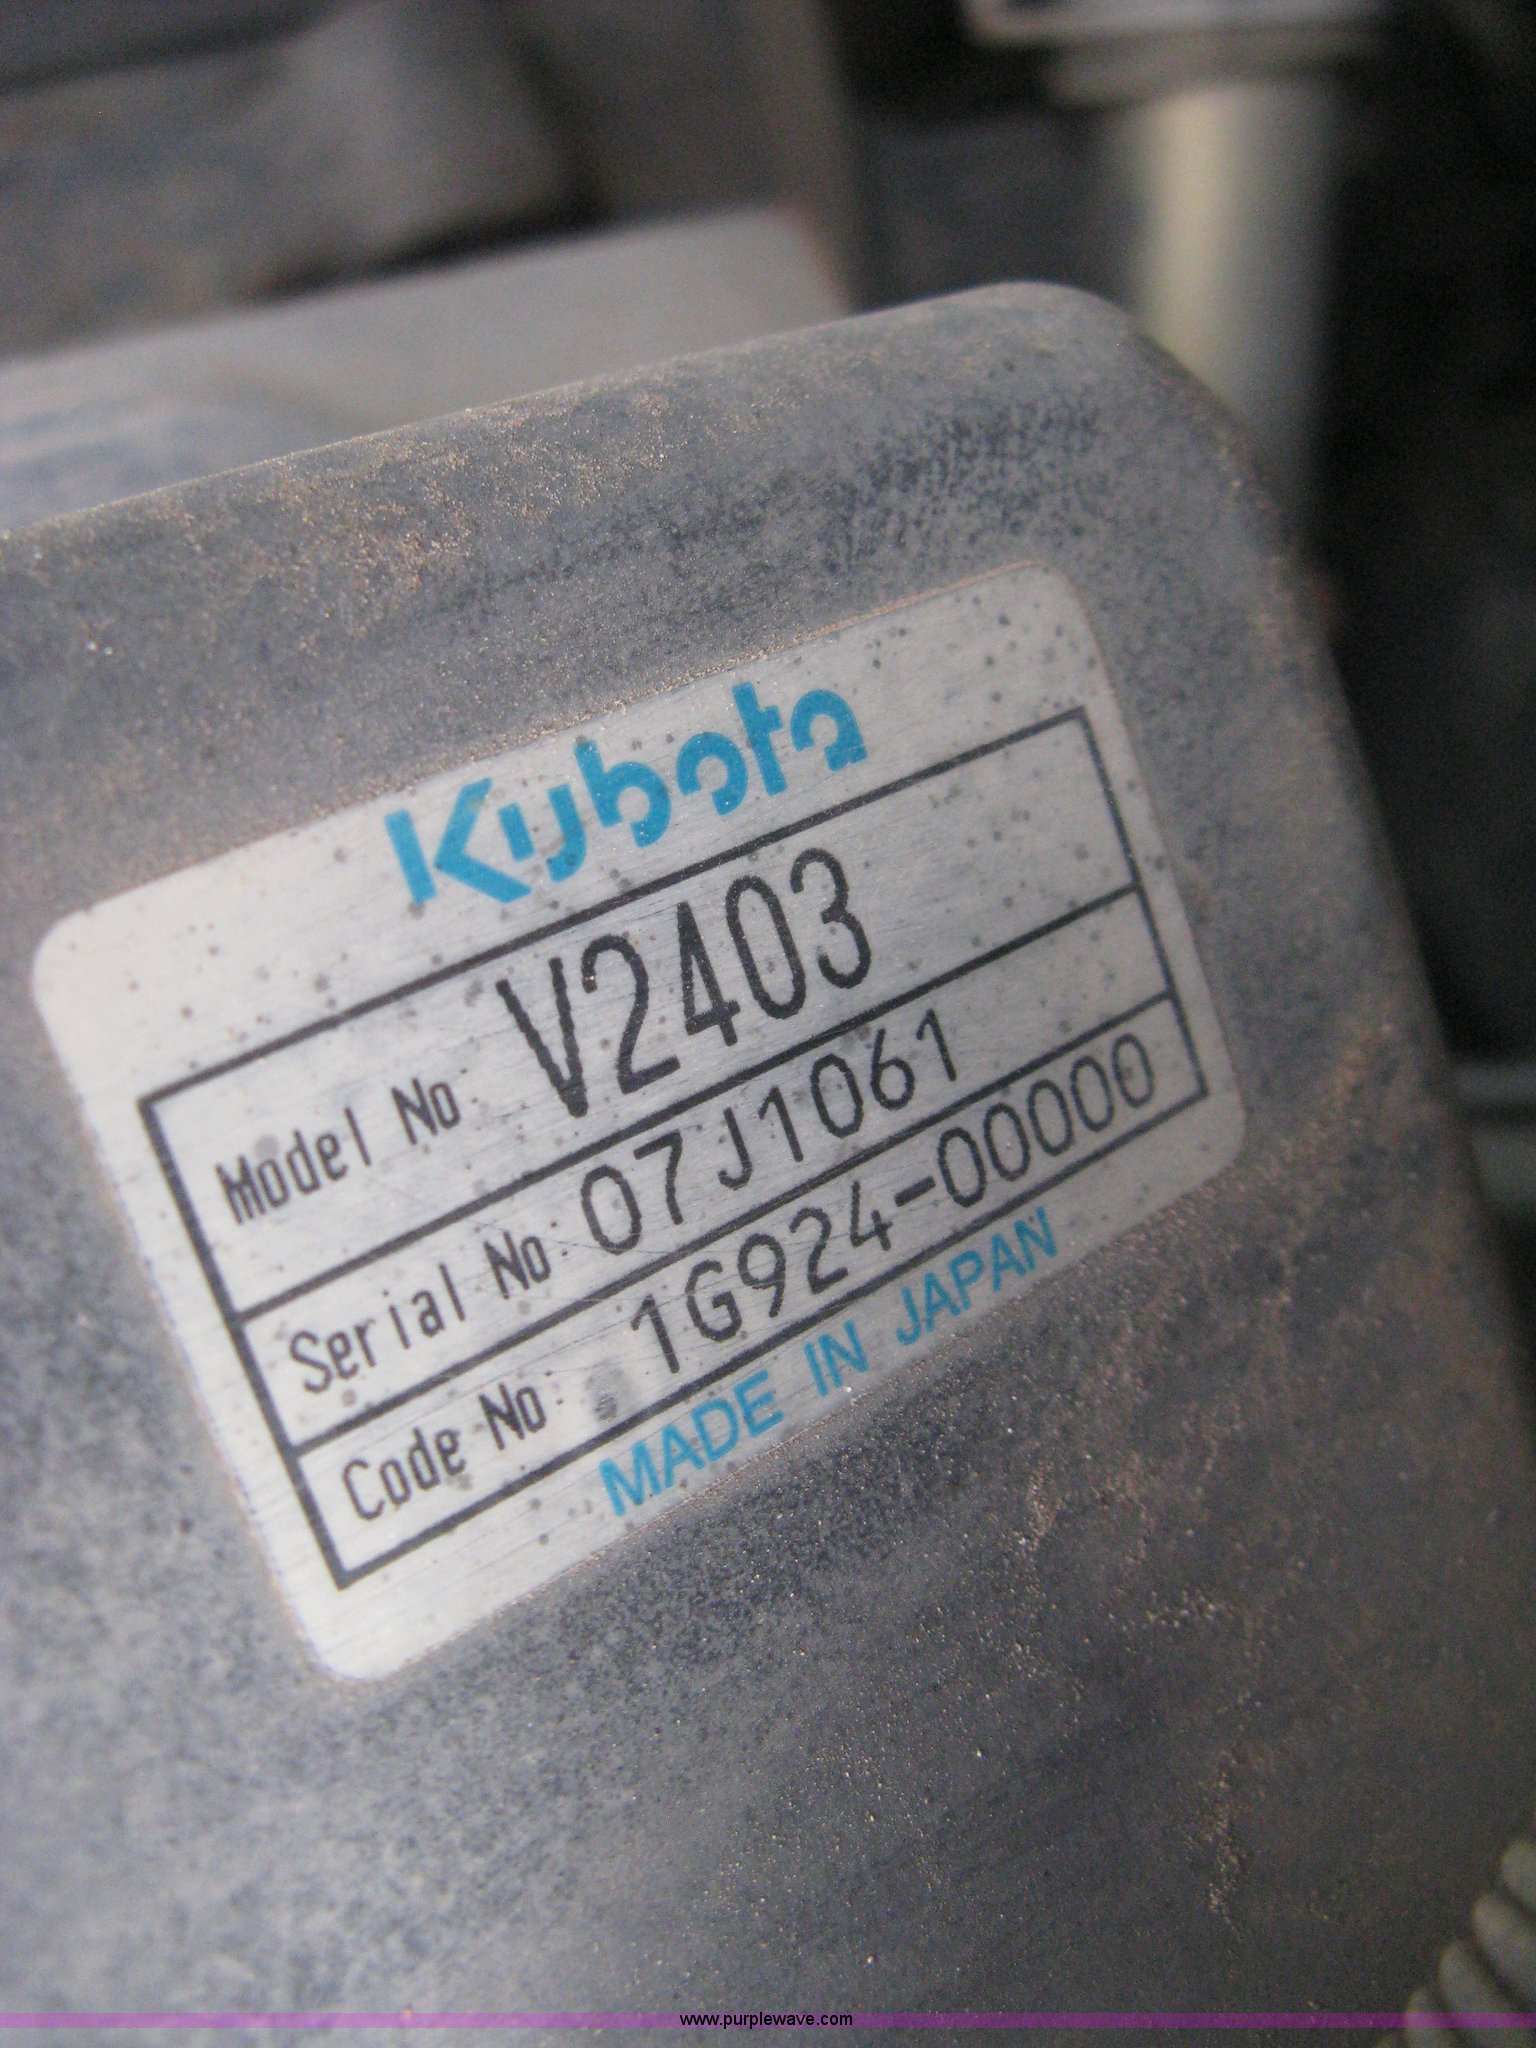 Kubota
Model No V2403
Serial No. 07J1061
Code No. 1G924-00000
MADE IN JAPAN
www.purplewave.com